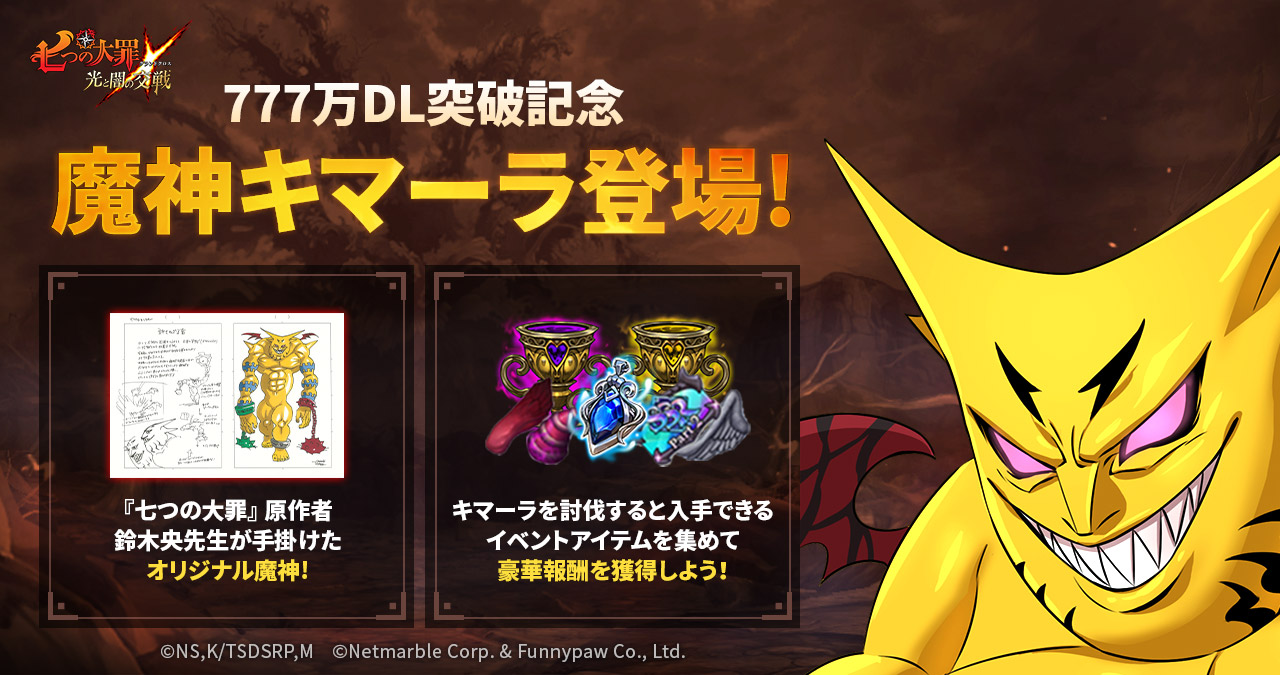 七つの大罪
グランドクロス
光と闇の交戦
777万DL突破記念
魔神キマーラ登場!
『七つの大罪』原作者
鈴木央先生が手掛けた
オリジナル魔神!
キマーラを討伐すると入手できる
イベントアイテムを集めて
豪華報酬を獲得しよう!
©NS,K/TSDSRP,M ©Netmarble Corp. & Funnypaw Co., Ltd.